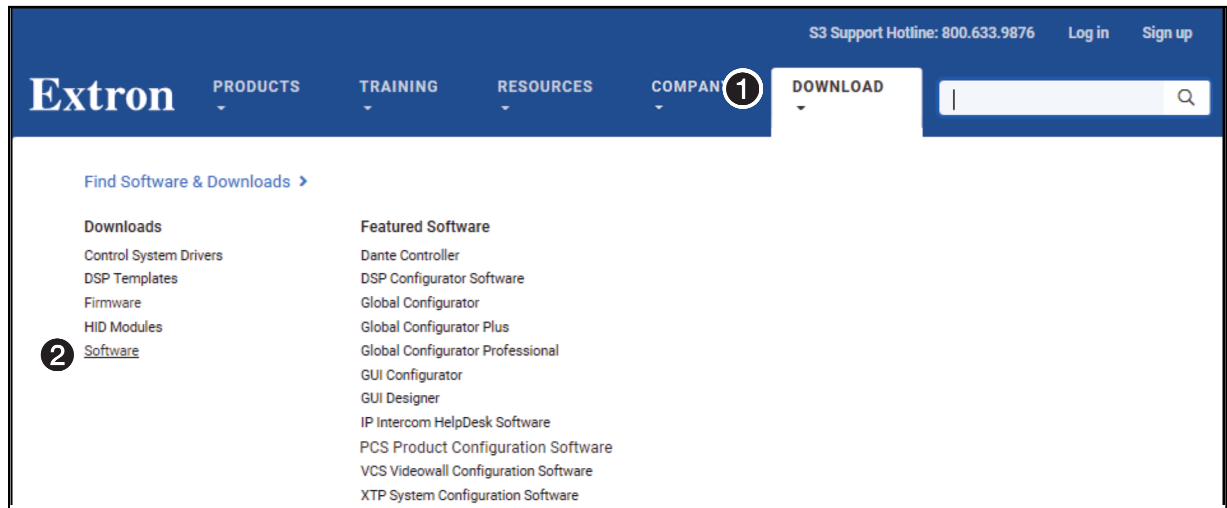 S3 Support Hotline: 800.633.9876 Log in Sign up
Extron PRODUCTS TRAINING RESOURCES COMPAN 1 DOWNLOAD
Find Software & Downloads >
Downloads Featured Software
Control System Drivers Dante Controller
DSP Templates DSP Configurator Software
Firmware Global Configurator
HID Modules Global Configurator Plus
2 Software Global Configurator Professional
GUI Configurator
GUI Designer
IP Intercom HelpDesk Software
PCS Product Configuration Software
VCS Videowall Configuration Software
XTP System Configuration Software